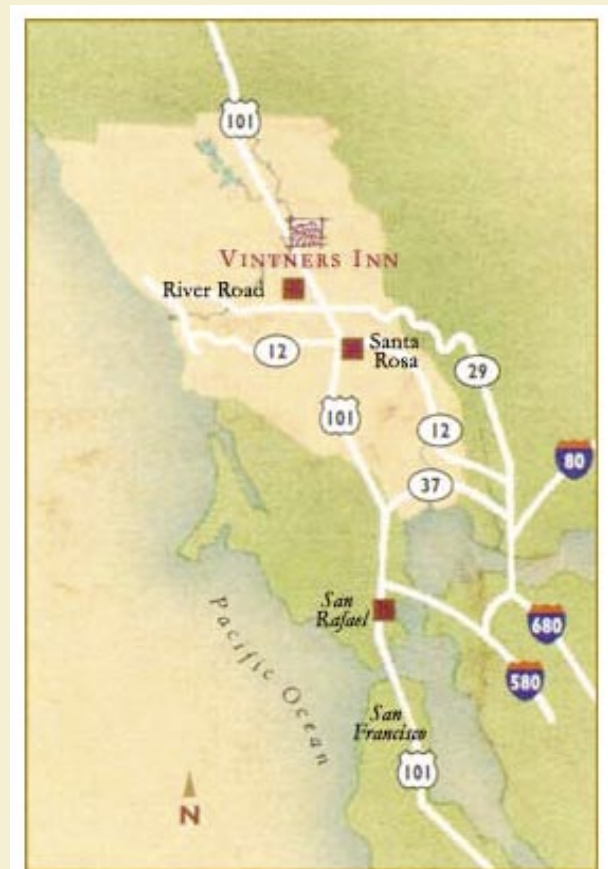 101
VINTNERS INN
River Road
Santa
Rosa
12
29
101
12
80
37
San
Rafael
680
580
Pacific Ocean
San
Francisco
101
N